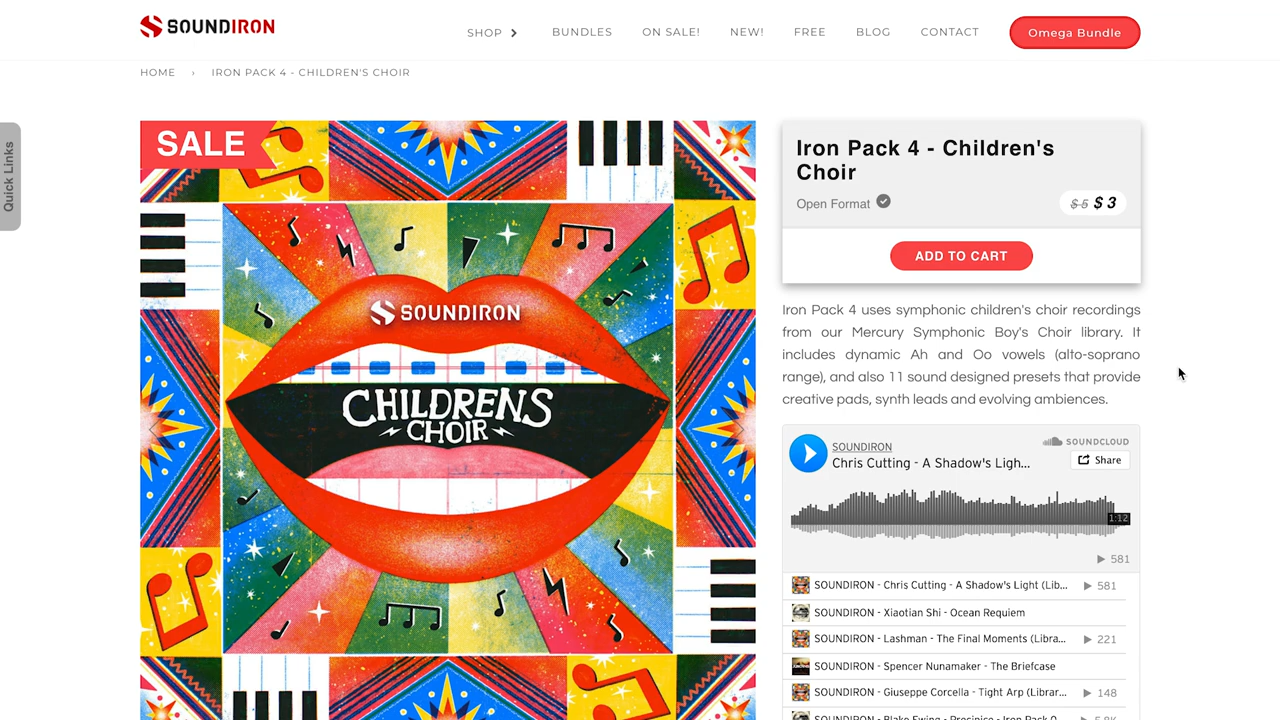 SOUNDIRON
SHOP
BUNDLES
ON SALE!
NEW!
FREE
BLOG
CONTACT
Omega Bundle
HOME › IRON PACK 4 - CHILDREN'S CHOIR
Quick Links
SALE
SOUNDIRON
CHILDRENS
CHOIR
Iron Pack 4 - Children's
Choir
Open Format
$ 5 $ 3
ADD TO CART
Iron Pack 4 uses symphonic children's choir recordings
from our Mercury Symphonic Boy's Choir library. It
includes dynamic Ah and Oo vowels (alto-soprano
range), and also 11 sound designed presets that provide
creative pads, synth leads and evolving ambiences.
SOUNDIRON
SOUNDCLOUD
Chris Cutting - A Shadow's Ligh...
Share
1:12
581
SOUNDIRON - Chris Cutting - A Shadow's Light (Lib... 581
SOUNDIRON - Xiaotian Shi - Ocean Requiem
SOUNDIRON - Lashman - The Final Moments (Libra... 221
SOUNDIRON - Spencer Nunamaker - The Briefcase
SOUNDIRON - Giuseppe Corcella - Tight Arp (Librar... 148